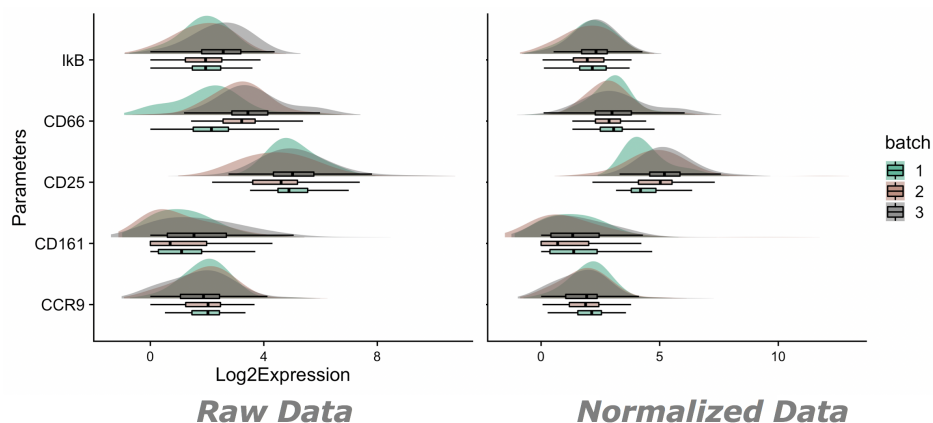 Parameters
IkB
CD66
CD25
CD161
CCR9
0 4 8
Log2Expression
0 5 10
batch
1
2
3
Raw Data
Normalized Data